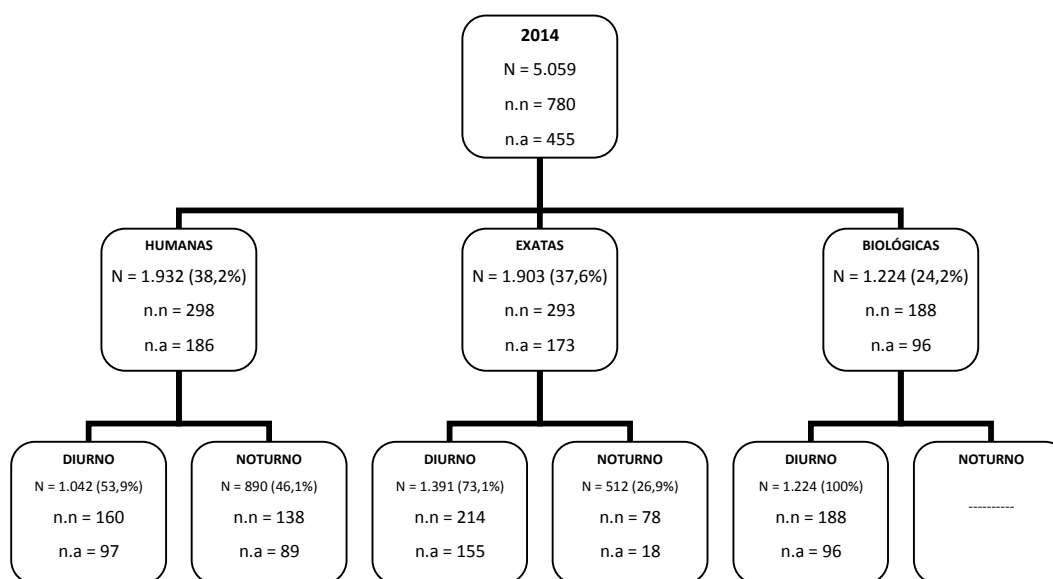 2014
N = 5.059
n.n = 780
n.a = 455
HUMANAS
N = 1.932 (38,2%)
n.n = 298
n.a = 186
EXATAS
N = 1.903 (37,6%)
n.n = 293
n.a = 173
BIOLÓGICAS
N = 1.224 (24,2%)
n.n = 188
n.a = 96
DIURNO
N = 1.042 (53,9%)
n.n = 160
n.a = 97
NOTURNO
N = 890 (46,1%)
n.n = 138
n.a = 89
DIURNO
N = 1.391 (73,1%)
n.n = 214
n.a = 155
NOTURNO
N = 512 (26,9%)
n.n = 78
n.a = 18
DIURNO
N = 1.224 (100%)
n.n = 188
n.a = 96
NOTURNO
----------